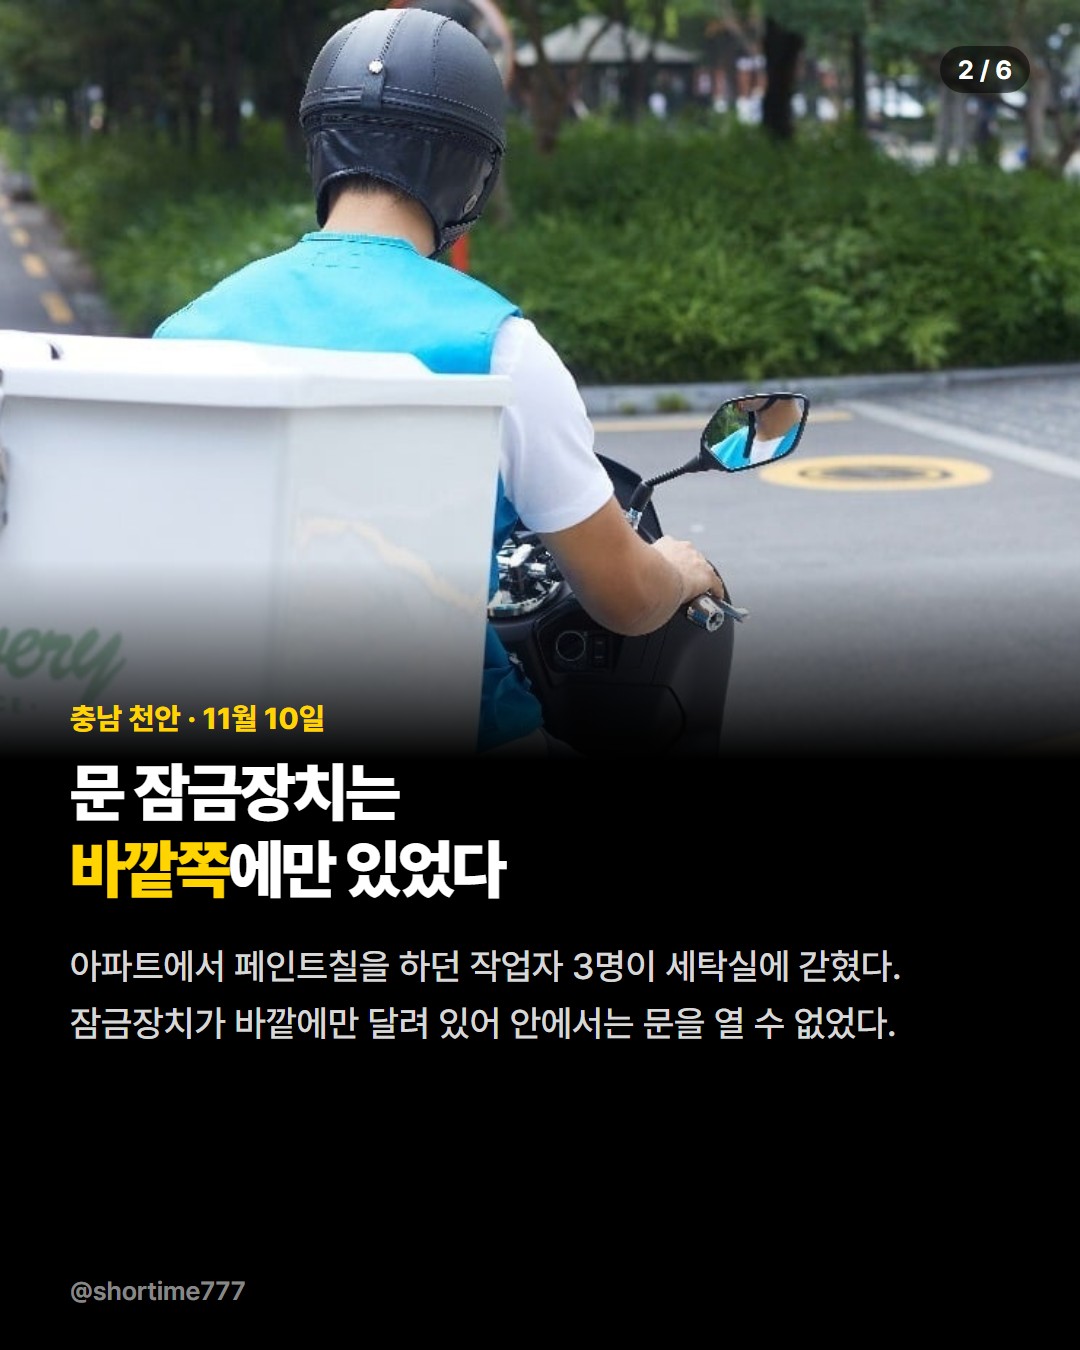 2 / 6
very
충남 천안 · 11월 10일
문 잠금장치는
바깥쪽에만 있었다
아파트에서 페인트칠을 하던 작업자 3명이 세탁실에 갇혔다.
잠금장치가 바깥에만 달려 있어 안에서는 문을 열 수 없었다.
@shortime777